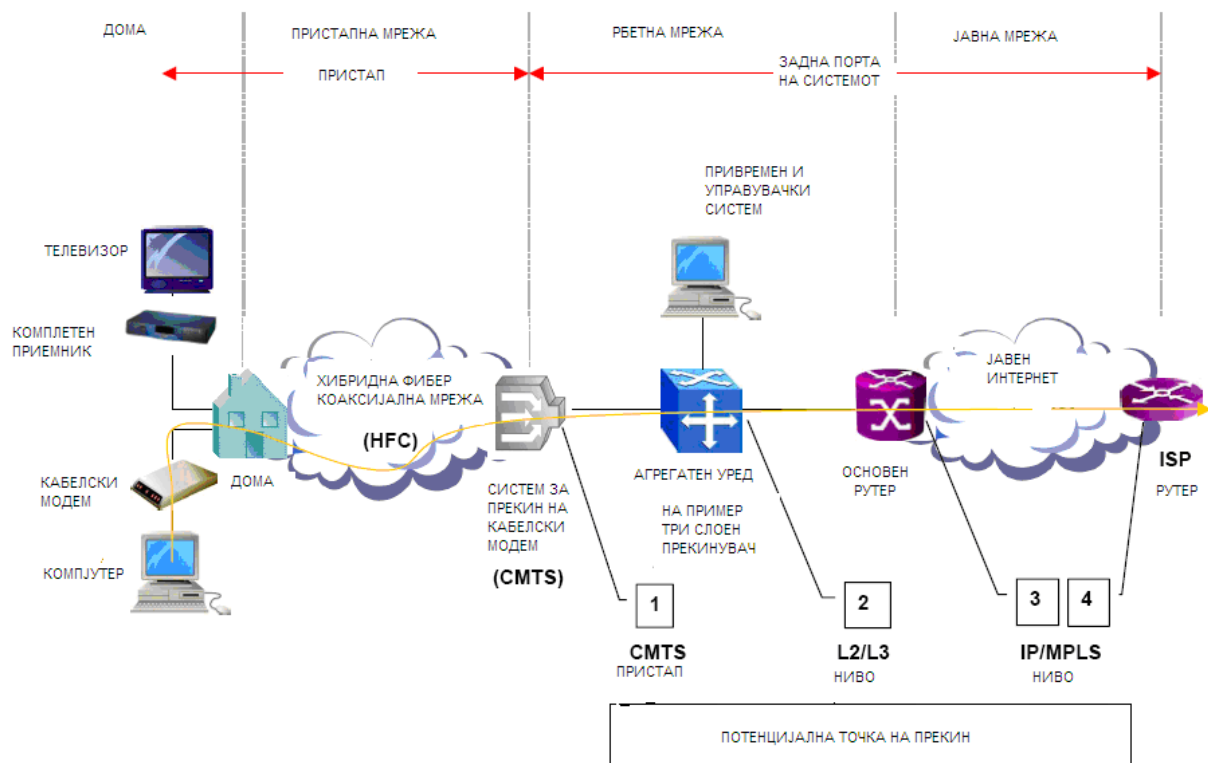 ДОМА
ПРИСТАПНА МРЕЖА
РБЕТНА МРЕЖА
ЈАВНА МРЕЖА
ПРИСТАП
ЗАДНА ПОРТА
НА СИСТЕМОТ
ПРИВРЕМЕН И
УПРАВУВАЧКИ
СИСТЕМ
ТЕЛЕВИЗОР
КОМПЛЕТЕН
ПРИЕМНИК
ХИБРИДНА ФИБЕР
КОАКСИЈАЛНА МРЕЖА
(HFC)
ЈАВЕН
ИНТЕРНЕТ
КАБЕЛСКИ
МОДЕМ
ДОМА
КОМПЈУТЕР
СИСТЕМ ЗА
ПРЕКИН НА
КАБЕЛСКИ
МОДЕМ
(CMTS)
АГРЕГАТЕН УРЕД
НА ПРИМЕР
ТРИ СЛОЕН
ПРЕКИНУВАЧ
ОСНОВЕН
РУТЕР
ISP
РУТЕР
1
2
3
4
CMTS
ПРИСТАП
L2/L3
НИВО
IP/MPLS
НИВО
ПОТЕНЦИЈАЛНА ТОЧКА НА ПРЕКИН